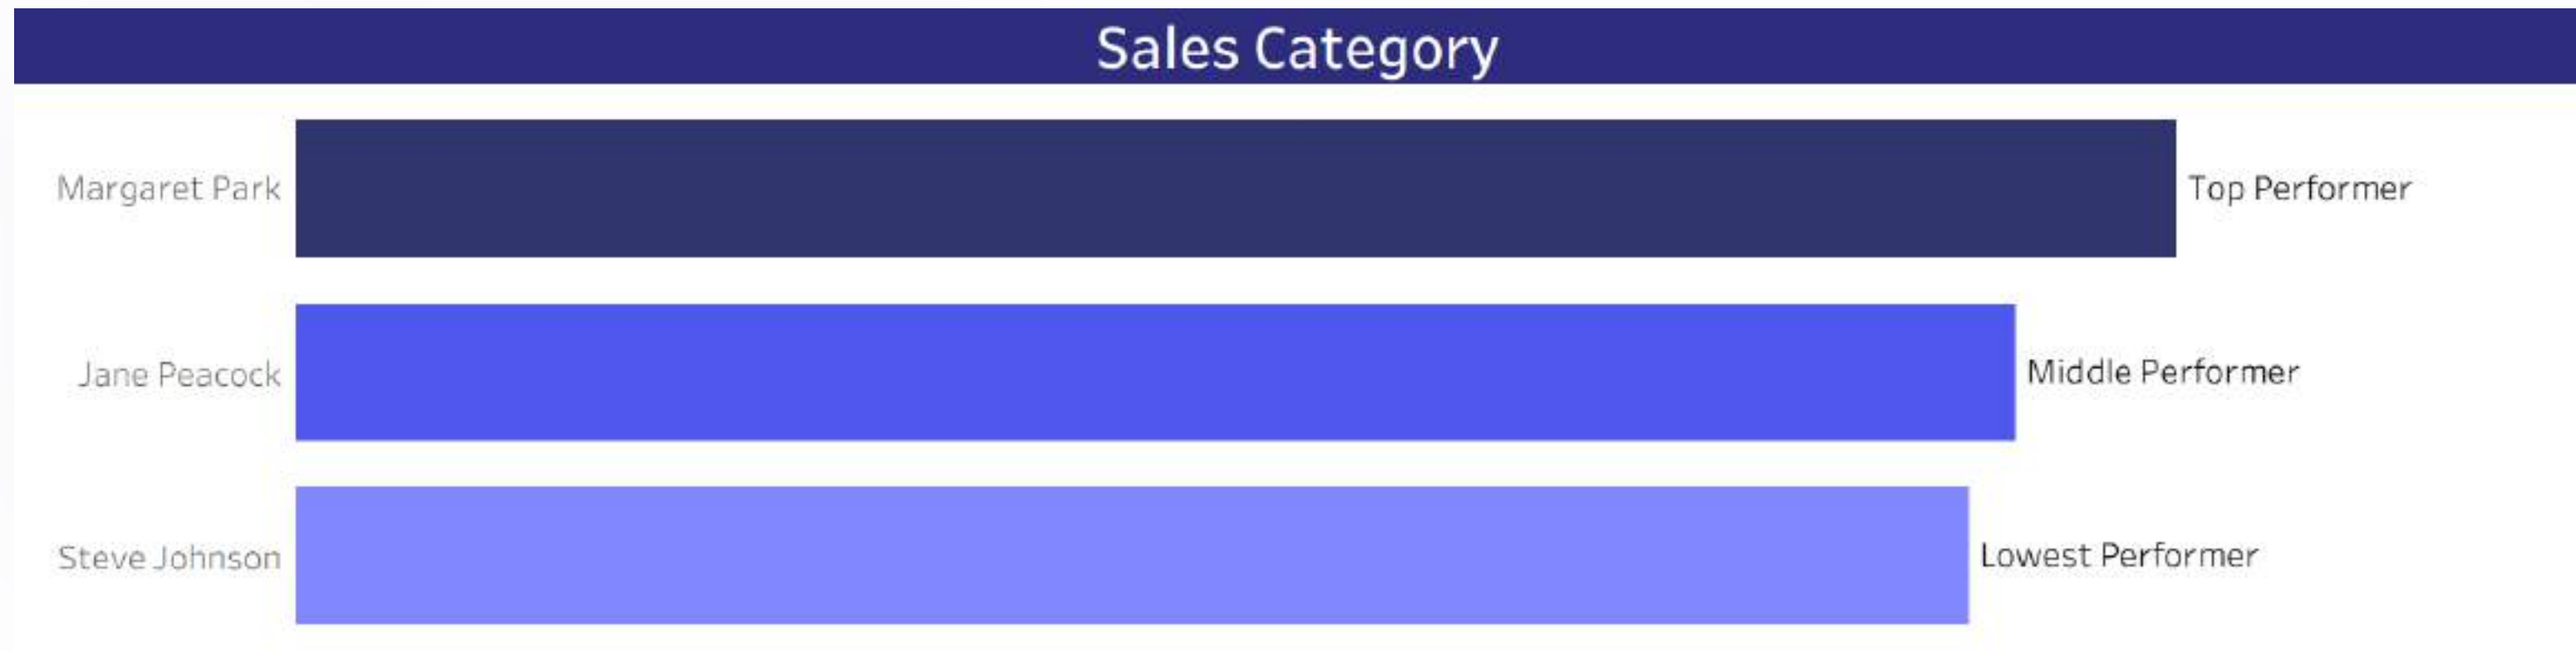 Sales Category
Margaret Park Top Performer
Jane Peacock Middle Performer
Steve Johnson Lowest Performer